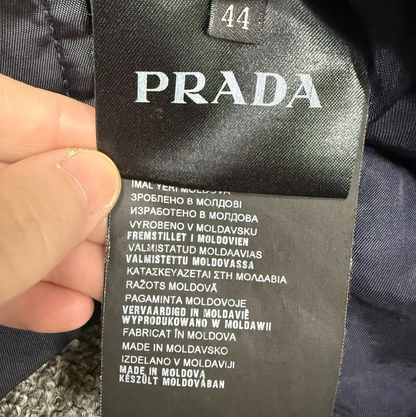 44
PRADA
IMAL YERI MOLDOVA
ЗРОБЛЕНО В МОЛДОВІ
ИЗРАБОТЕНО В МОЛДОВА
VYROBENO V MOLDAVSKU
FREMSTILLET I MOLDOVIEN
VALMISTATUD MOLDAAVIAS
VALMISTETTU MOLDOVASSA
ΚΑΤΑΣΚΕΥΑΖΕΤΑΙ ΣΤΗ ΜΟΛΔΑΒΙΑ
RAŽOTS MOLDOVĀ
PAGAMINTA MOLDOVOJE
VERVAARDIGD IN MOLDAVIË
WYPRODUKOWANO W MOLDAWII
FABRICAT ÎN MOLDOVA
MADE IN MOLDAVSKO
IZDELANO V MOLDAVIJI
MADE IN MOLDOVA
KÉSZÜLT MOLDOVÁBAN